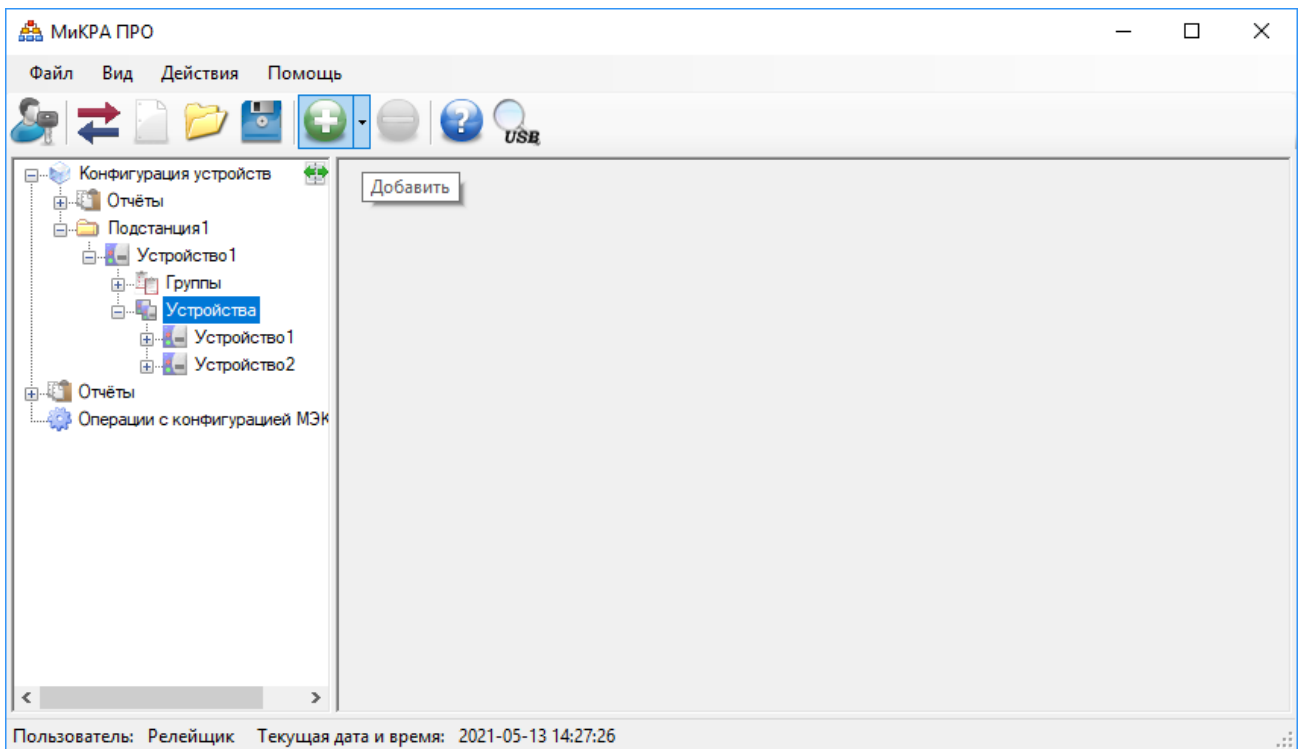 МиКРА ПРО
Файл Вид Действия Помощь
USB
Конфигурация устройств
Добавить
Отчёты
Подстанция1
Устройство1
Группы
Устройства
Устройство1
Устройство2
Отчёты
Операции с конфигурацией МЭК
Пользователь: Релейщик Текущая дата и время: 2021-05-13 14:27:26